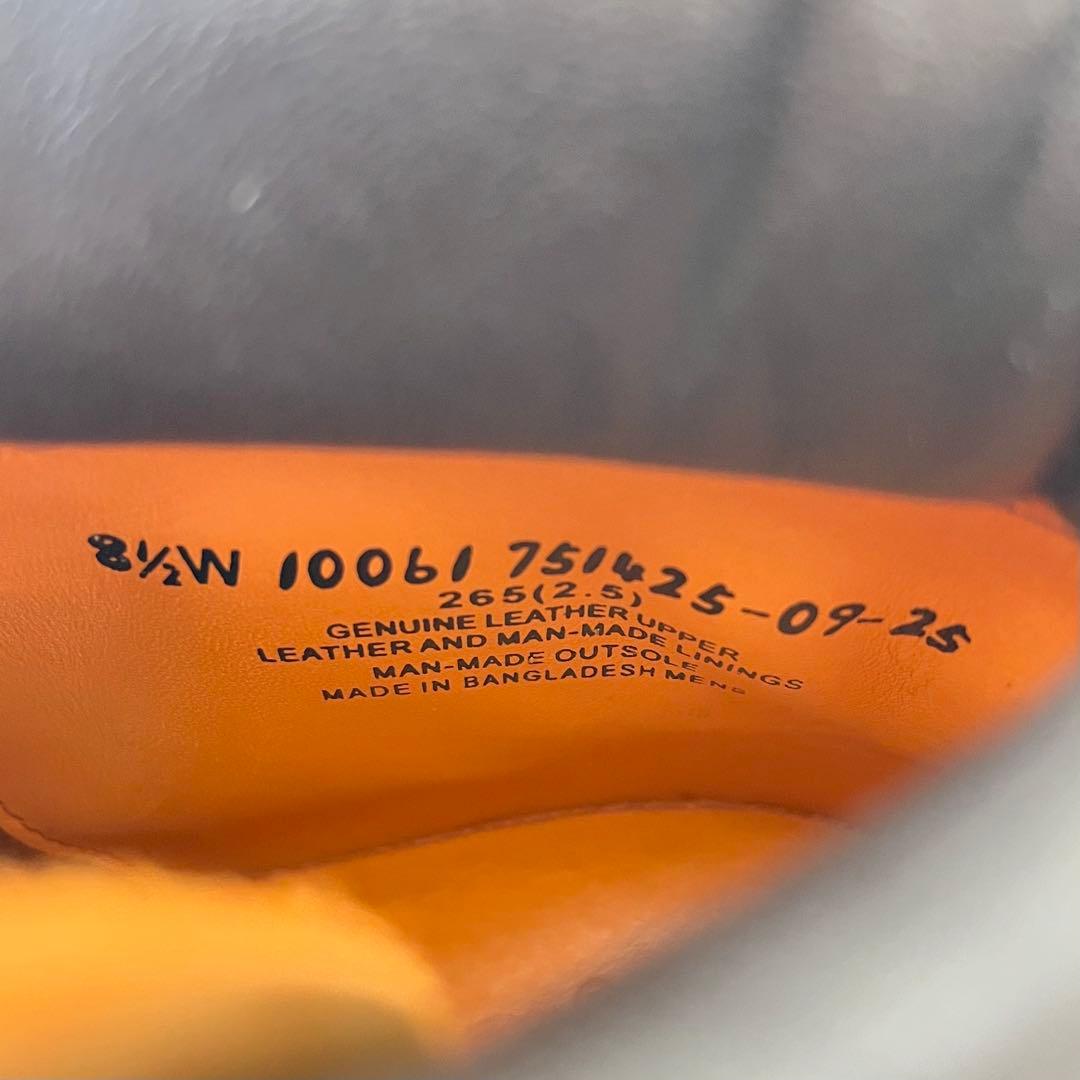 8½W 10061 751425-09-25
265(2.5)
GENUINE LEATHER UPPER
LEATHER AND MAN-MADE LININGS
MAN-MADE OUTSOLE
MADE IN BANGLADESH MENS